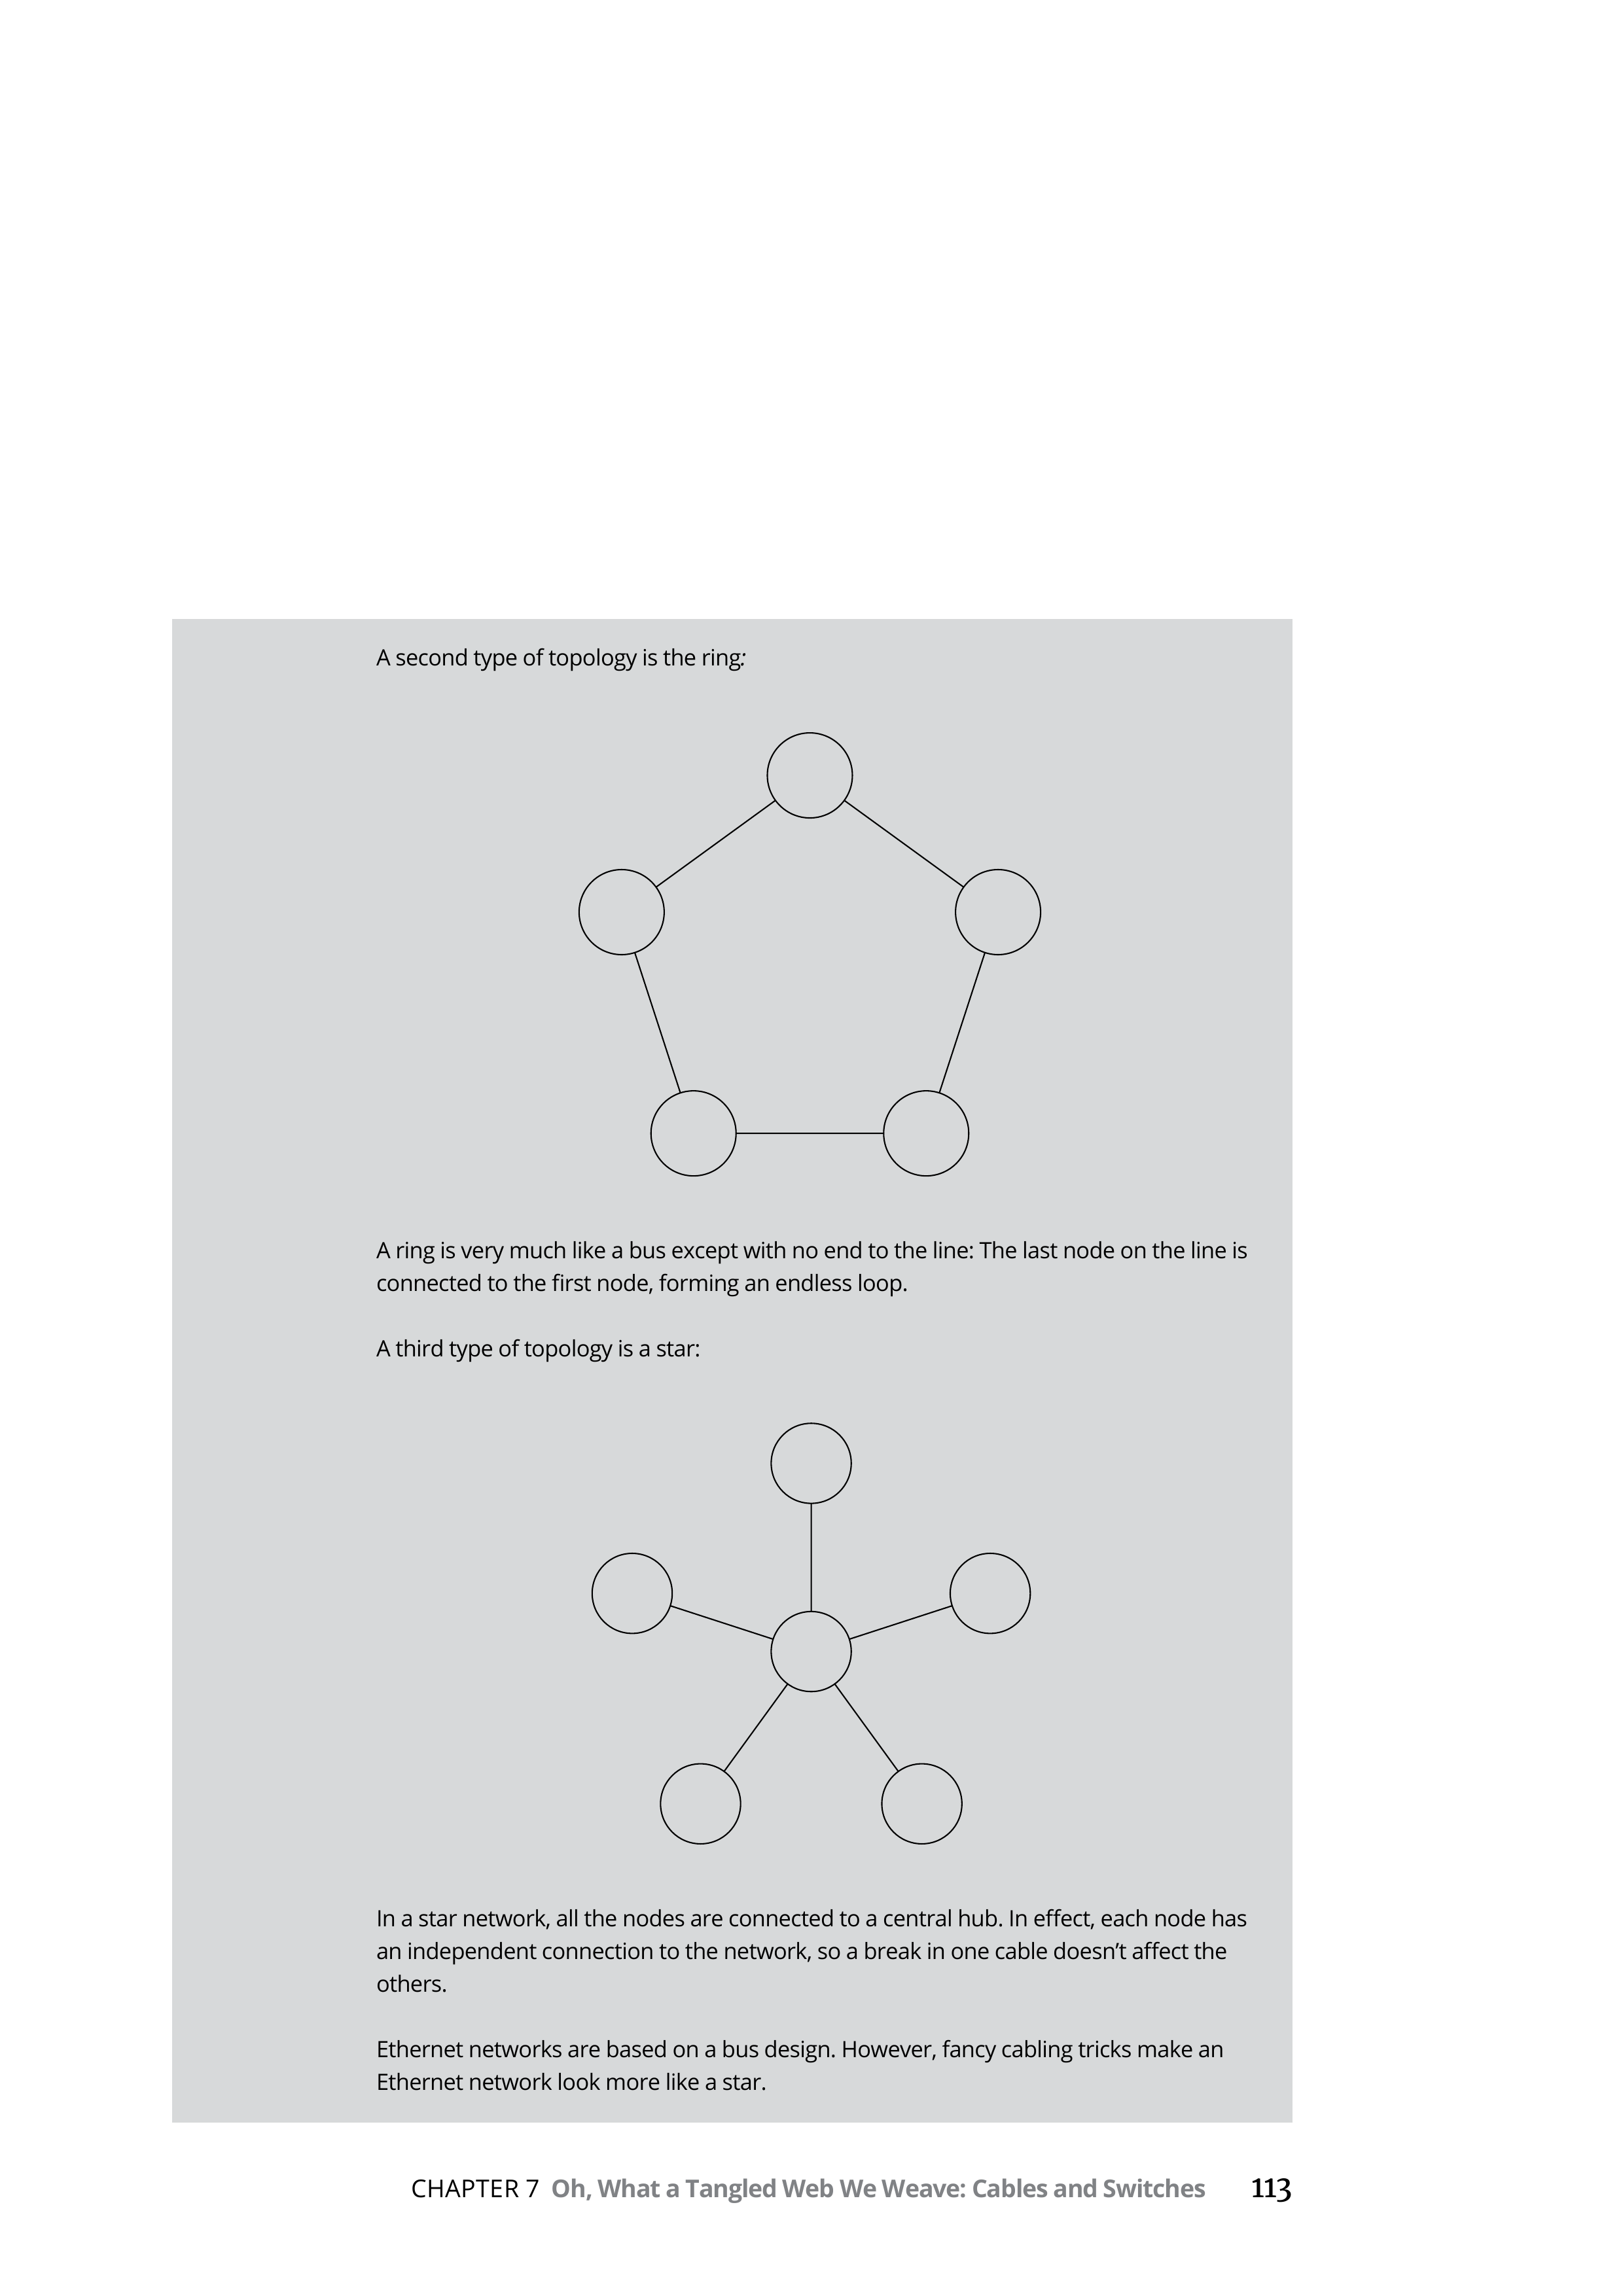 A second type of topology is the ring:
A ring is very much like a bus except with no end to the line: The last node on the line is
connected to the first node, forming an endless loop.
A third type of topology is a star:
In a star network, all the nodes are connected to a central hub. In effect, each node has
an independent connection to the network, so a break in one cable doesn’t affect the
others.
Ethernet networks are based on a bus design. However, fancy cabling tricks make an
Ethernet network look more like a star.
CHAPTER 7 Oh, What a Tangled Web We Weave: Cables and Switches 113